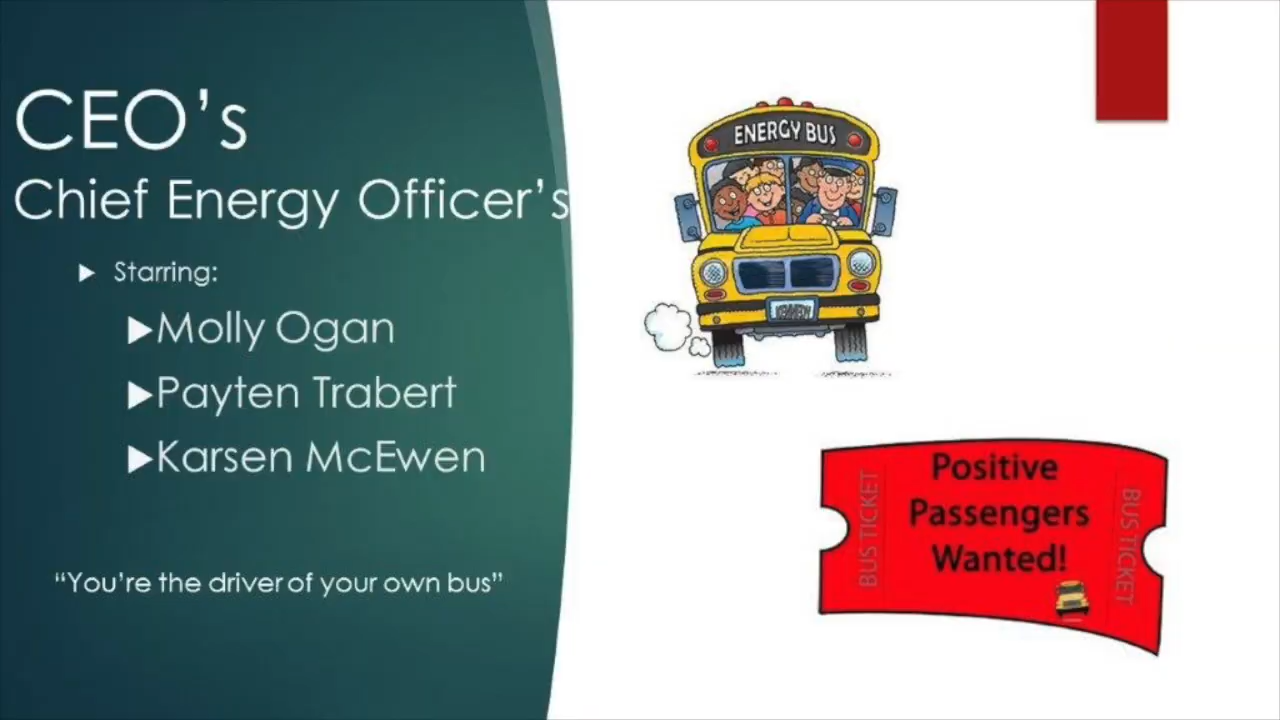 CEO's
Chief Energy Officer's
Starring:
Molly Ogan
Payten Trabert
Karsen McEwen
“You're the driver of your own bus”
ENERGY BUS
BUS TICKET
Positive
Passengers
Wanted!
BUS TICKET